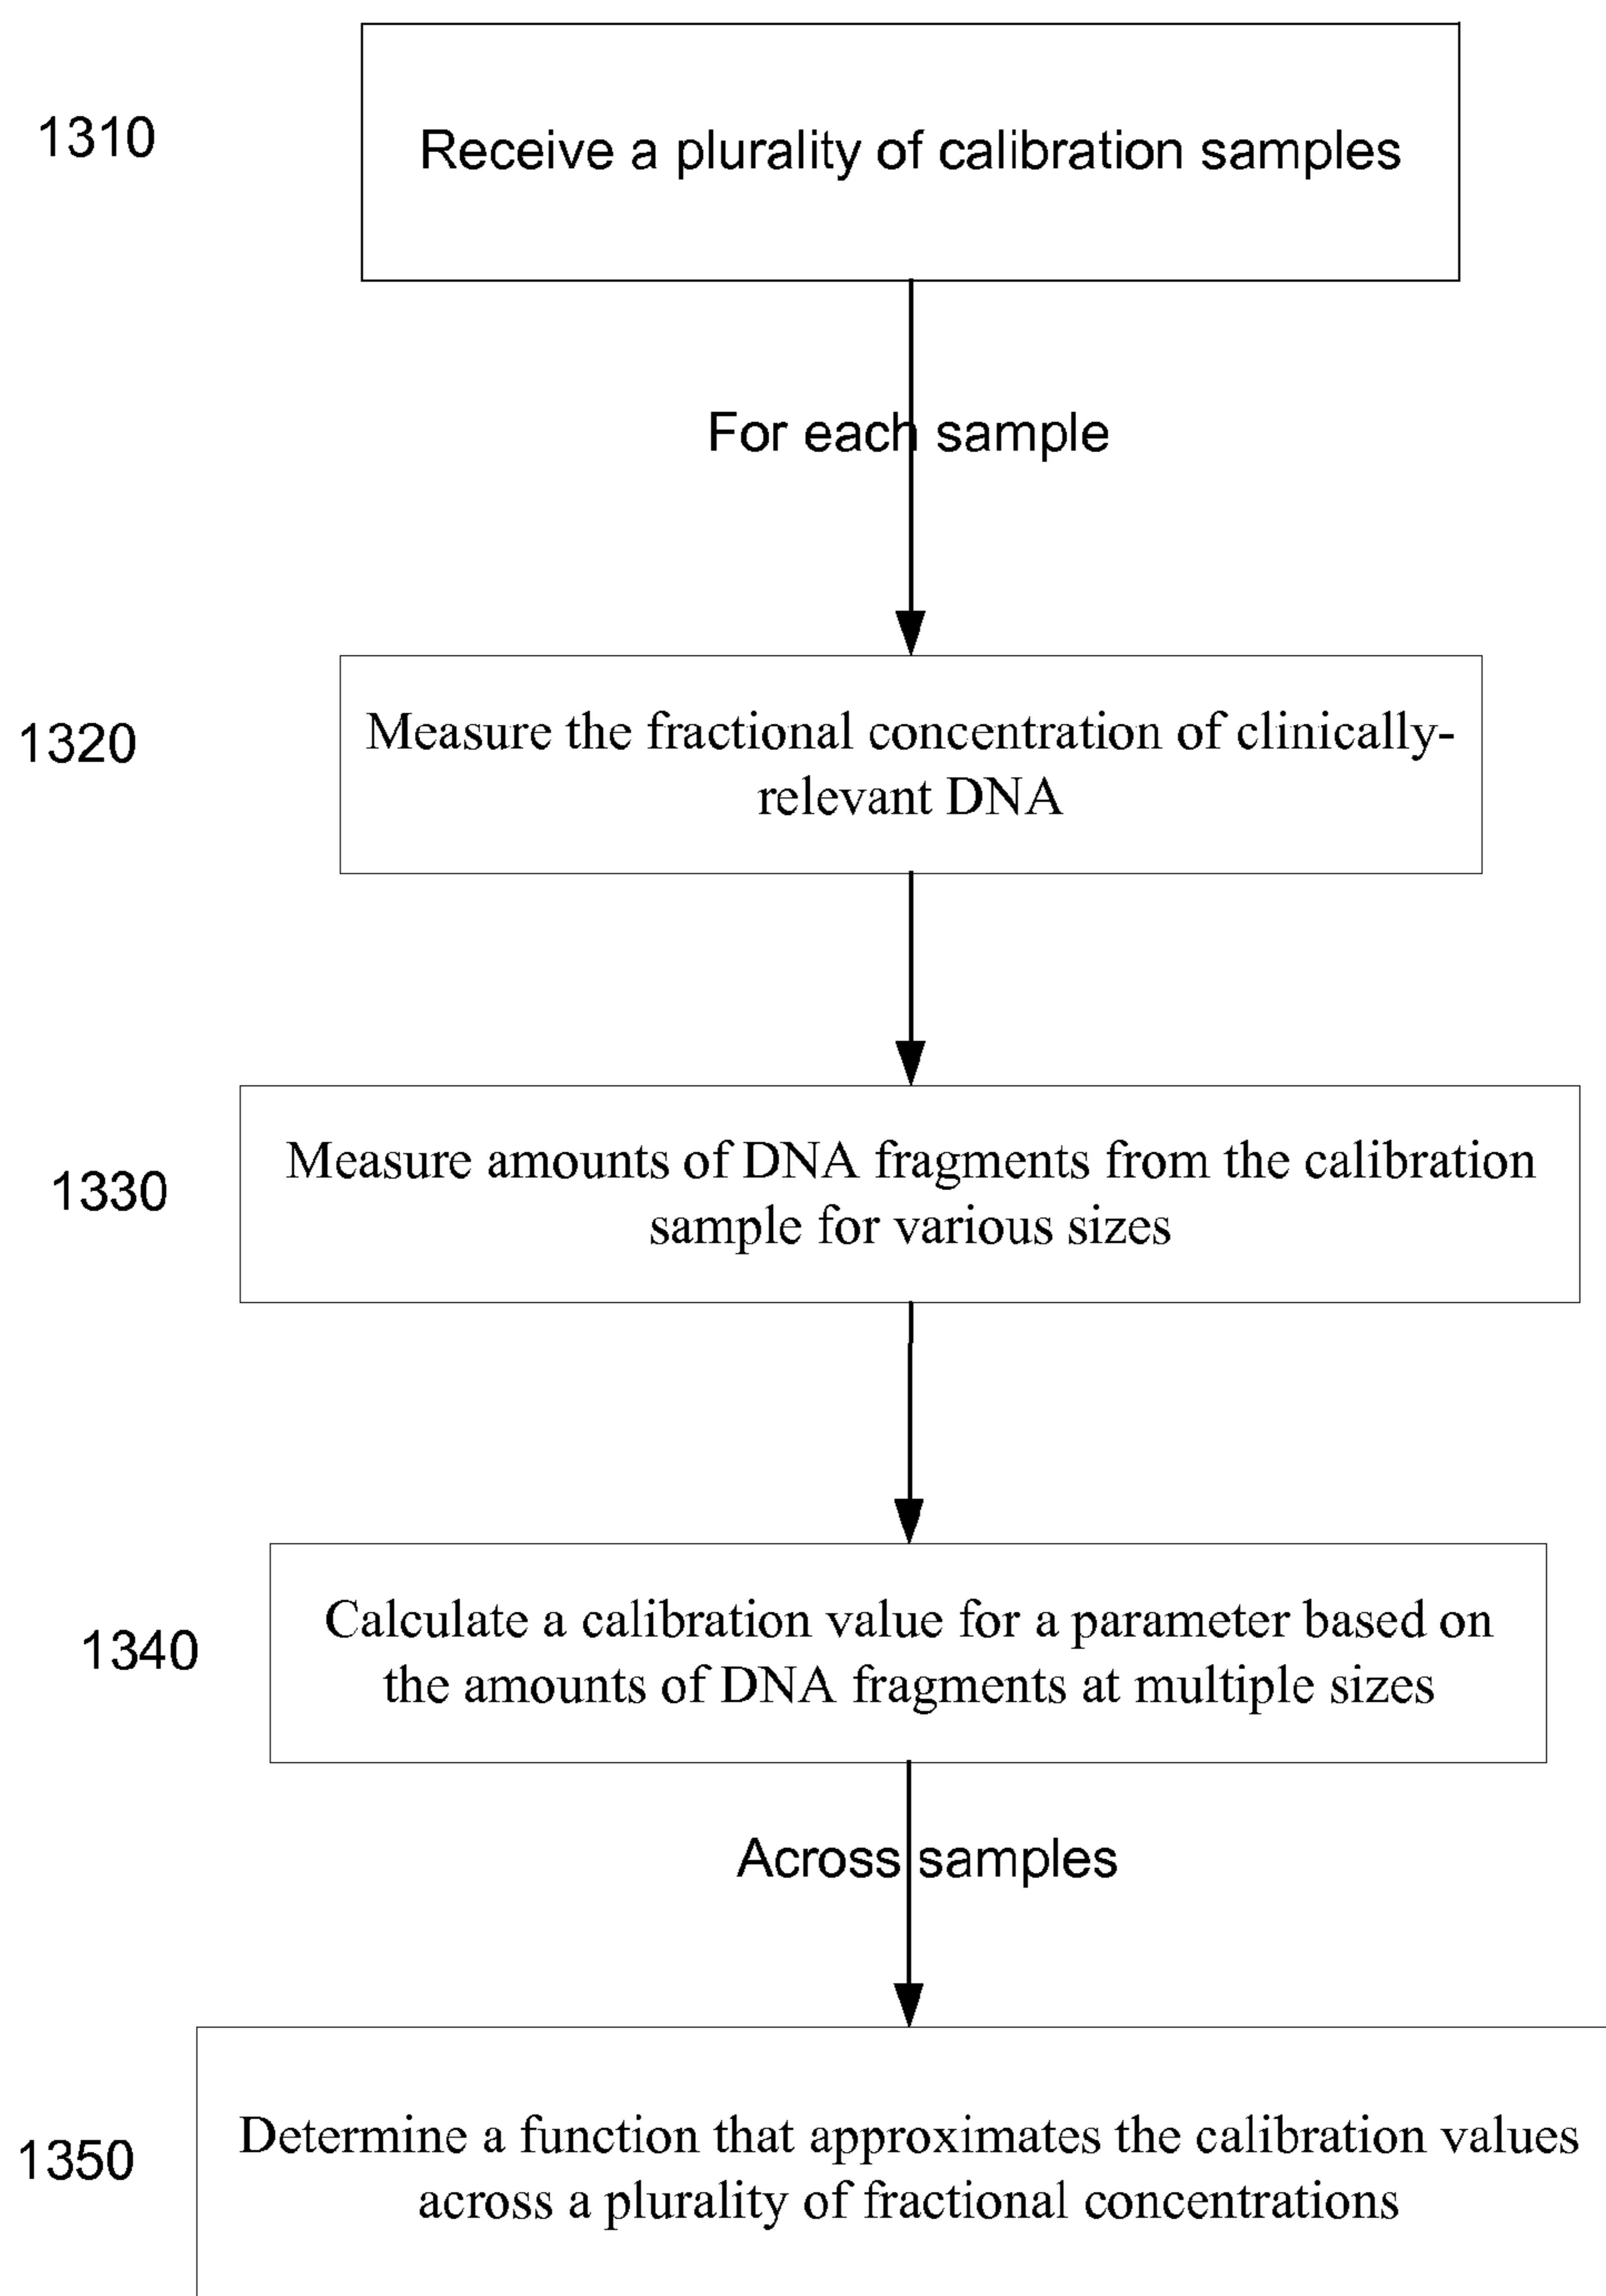 1310
Receive a plurality of calibration samples
For each sample
1320
Measure the fractional concentration of clinically-
relevant DNA
1330
Measure amounts of DNA fragments from the calibration
sample for various sizes
1340
Calculate a calibration value for a parameter based on
the amounts of DNA fragments at multiple sizes
Across samples
1350
Determine a function that approximates the calibration values
across a plurality of fractional concentrations